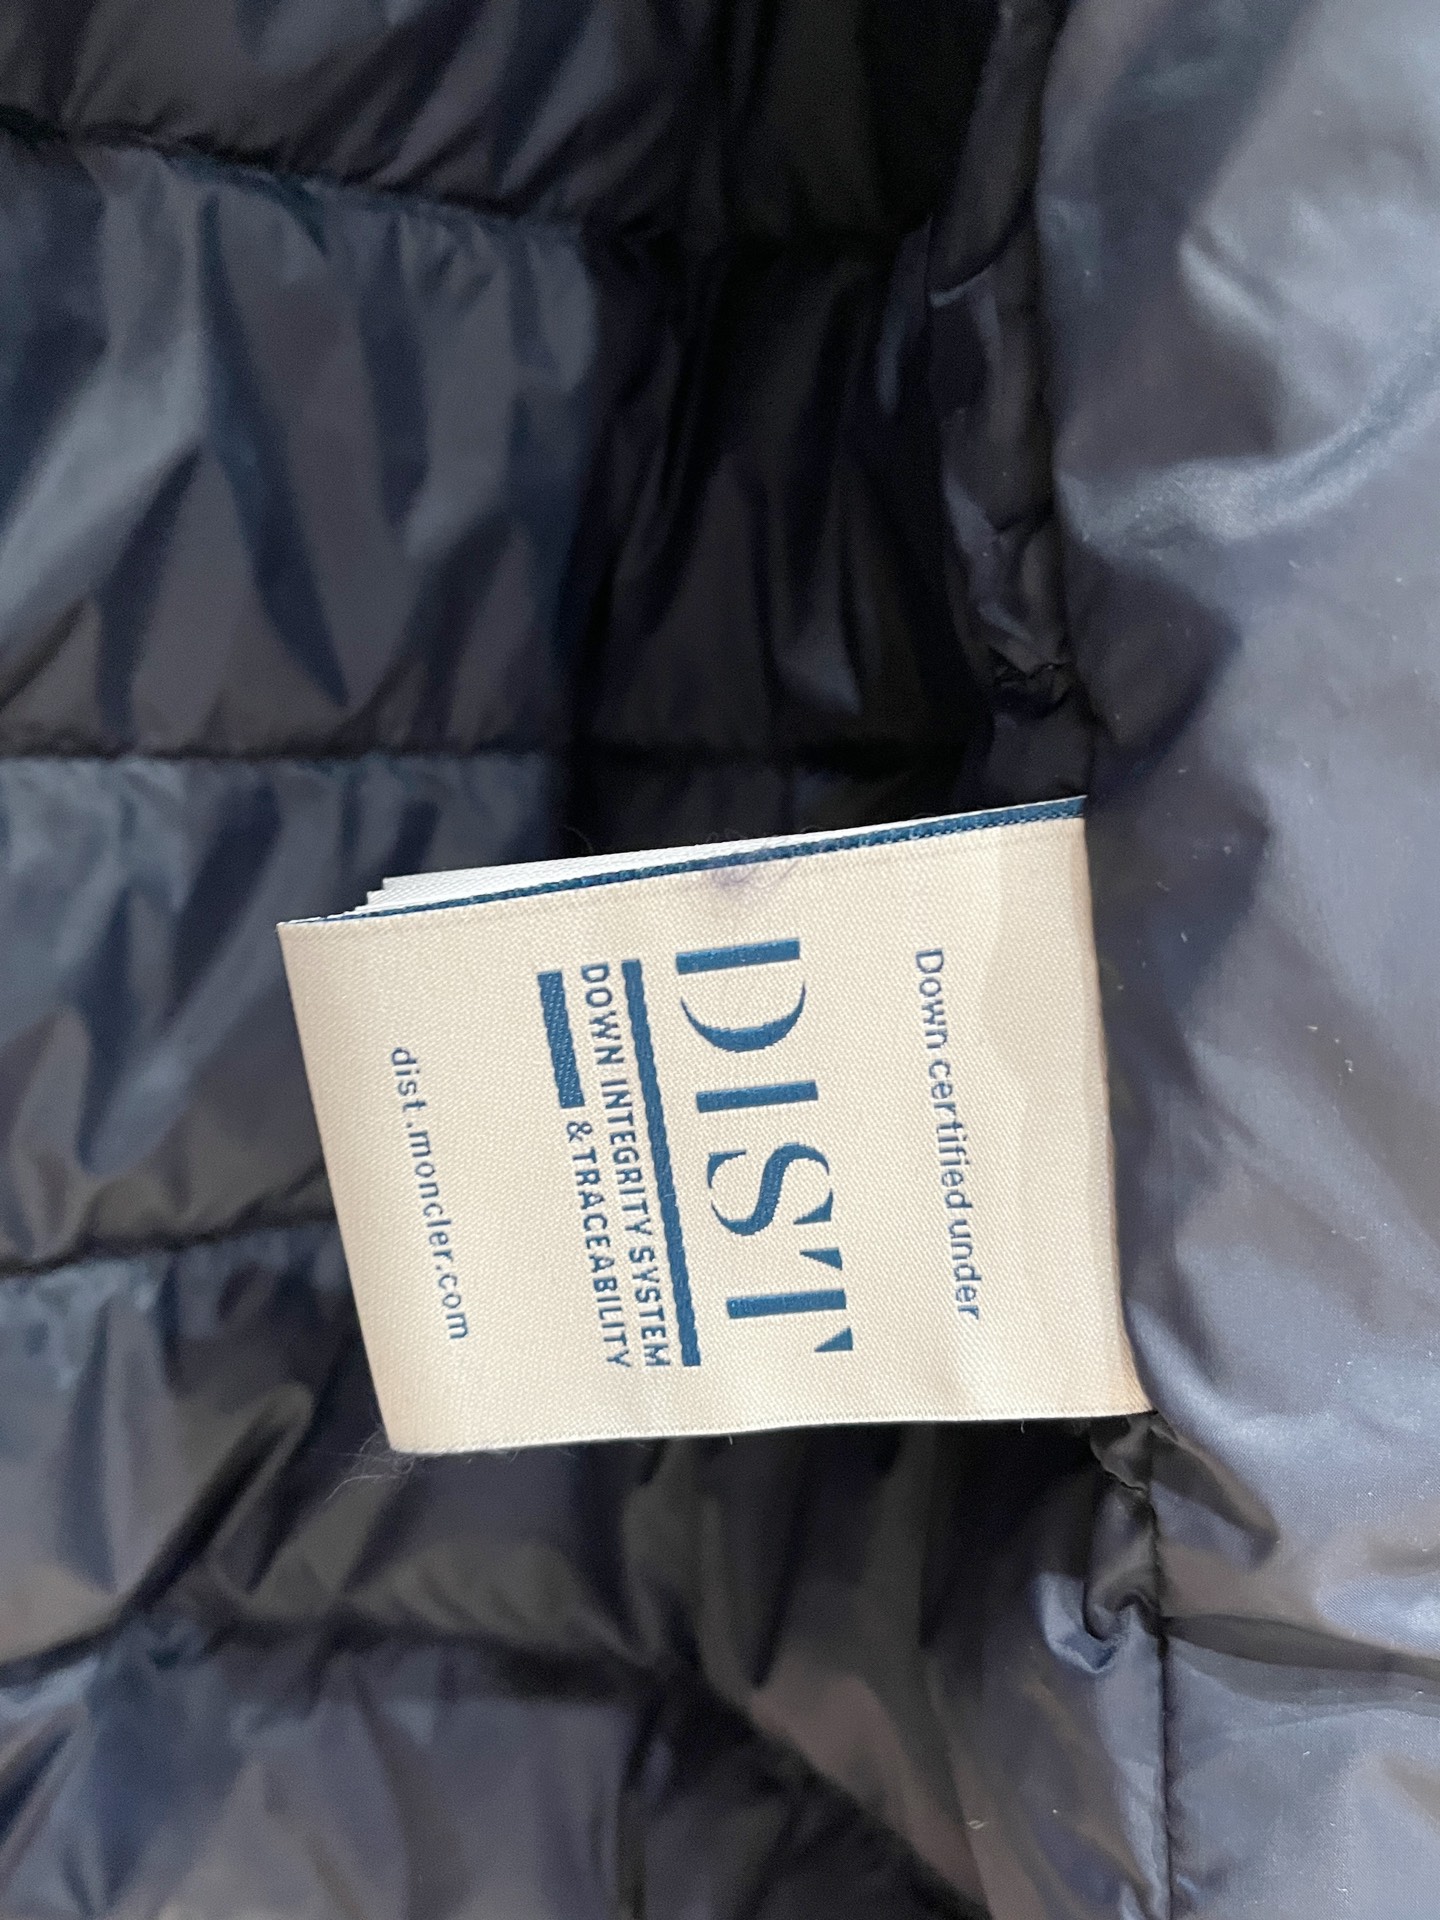 Down certified under
DIST
DOWN INTEGRITY SYSTEM
& TRACEABILITY
dist.moncler.com